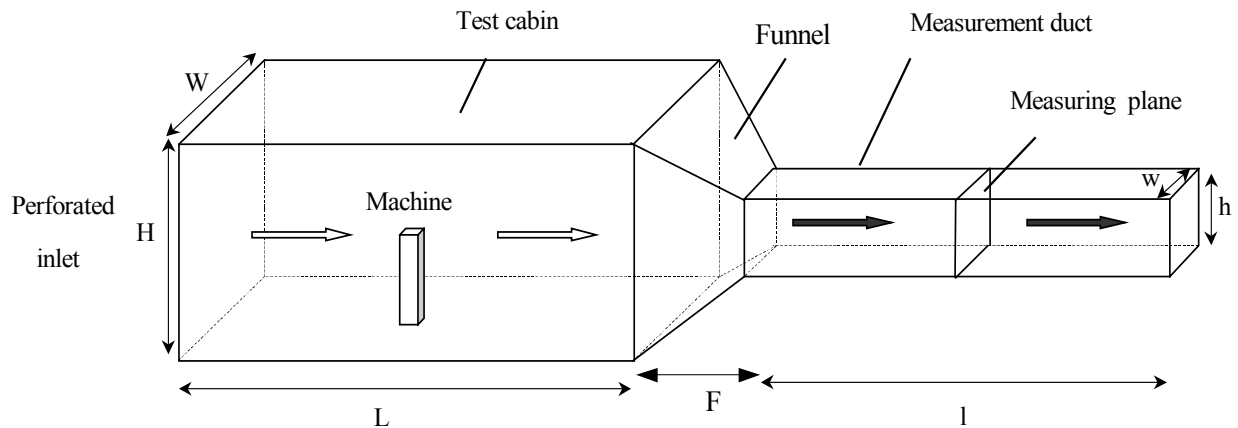 Test cabin
Funnel
Measurement duct
Measuring plane
W
w
h
Perforated
inlet
H
Machine
L
F
l